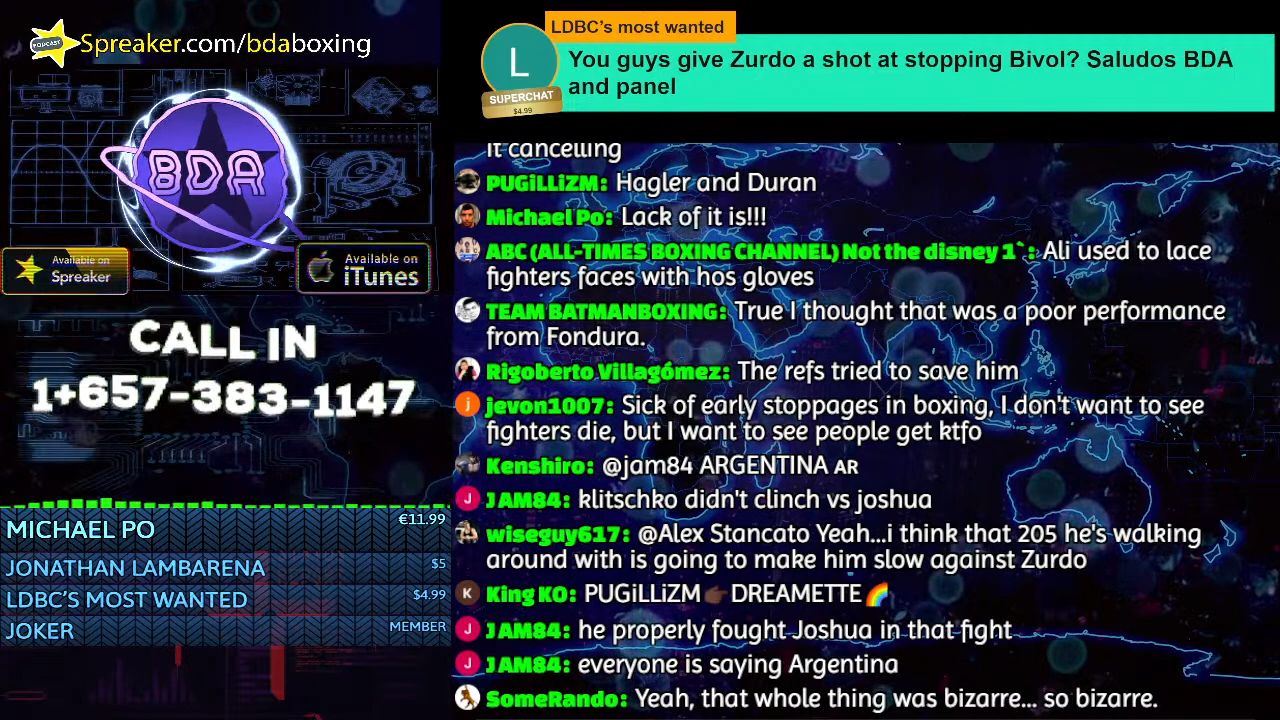 PODCAST
Spreaker.com/bdaboxing
BDA
Available on
Spreaker
Available on
iTunes
CALL IN
1+657-383-1147
MICHAEL PO €11.99
JONATHAN LAMBARENA $5
LDBC'S MOST WANTED $4.99
JOKER MEMBER
LDBC's most wanted
L
SUPERCHAT
$4.99
You guys give Zurdo a shot at stopping Bivol? Saludos BDA
and panel
it cancelling
PUGiLLiZM: Hagler and Duran
Michael Po: Lack of it is!!!
ABC (ALL-TIMES BOXING CHANNEL) Not the disney 1`: Ali used to lace
fighters faces with hos gloves
TEAM BATMANBOXING: True I thought that was a poor performance
from Fondura.
Rigoberto Villagómez: The refs tried to save him
j jevon1007: Sick of early stoppages in boxing, I don't want to see
fighters die, but I want to see people get ktfo
Kenshiro: @jam84 ARGENTINA AR
J J AM84: klitschko didn't clinch vs joshua
wiseguy617: @Alex Stancato Yeah...i think that 205 he's walking
around with is going to make him slow against Zurdo
K King KO: PUGiLLiZM👉🏾DREAMETTE🌈
J J AM84: he properly fought Joshua in that fight
J J AM84: everyone is saying Argentina
SomeRando: Yeah, that whole thing was bizarre... so bizarre.